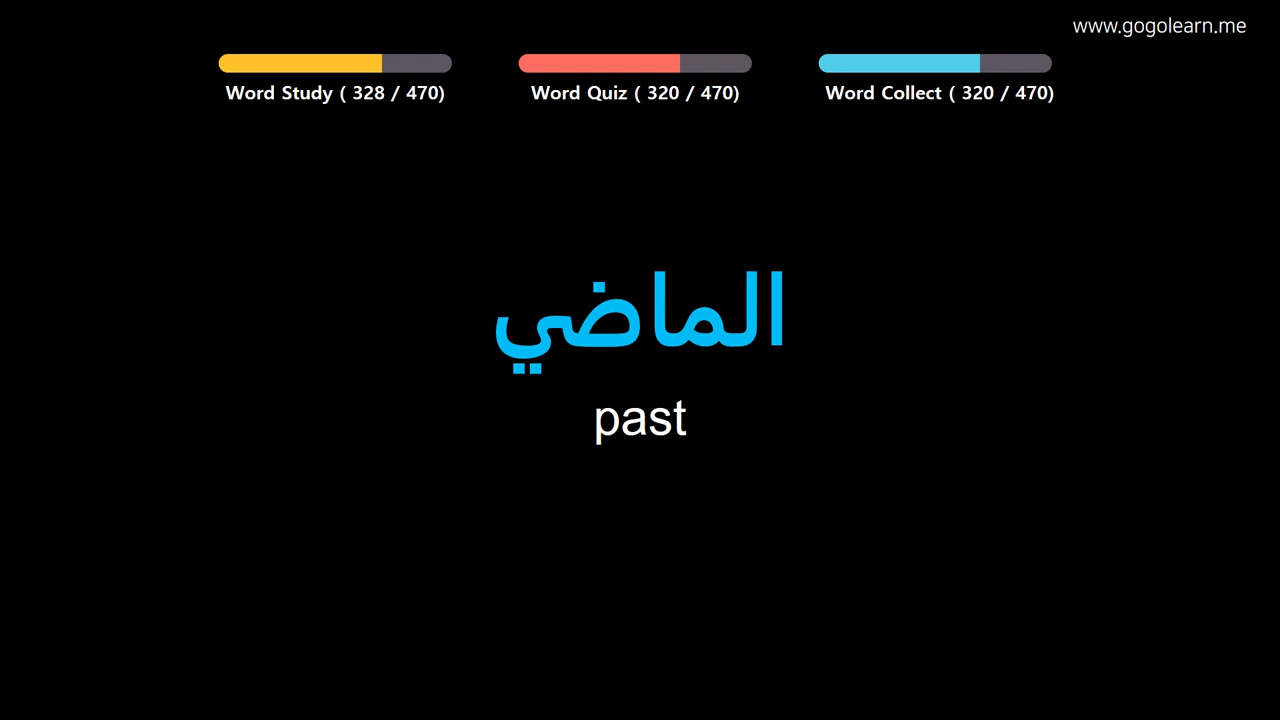 www.gogolearn.me
Word Study ( 328 / 470)
Word Quiz ( 320 / 470)
Word Collect ( 320 / 470)
الماضي
past